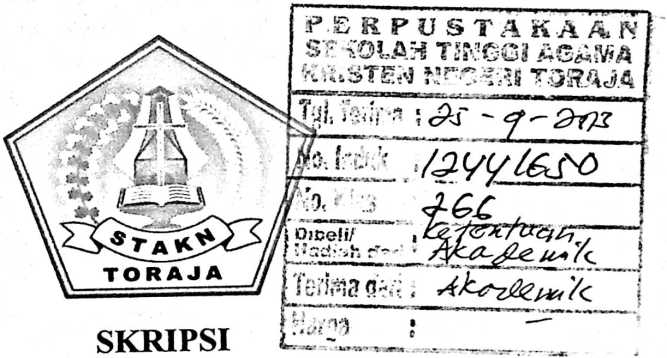 PERPUSTAKAAN
SEKOLAH TINGGI AGAMA
KRISTEN NEGERI TORAJA
Tgl. Terima : 25 - 9 - 2013
No. Induk : 12441650
No. Klas : 266
Dibeli/ Ketentuan
Hadiah dari : Akademik
Terima dari : Akademik
Harga : -
STAKN
TORAJA
SKRIPSI